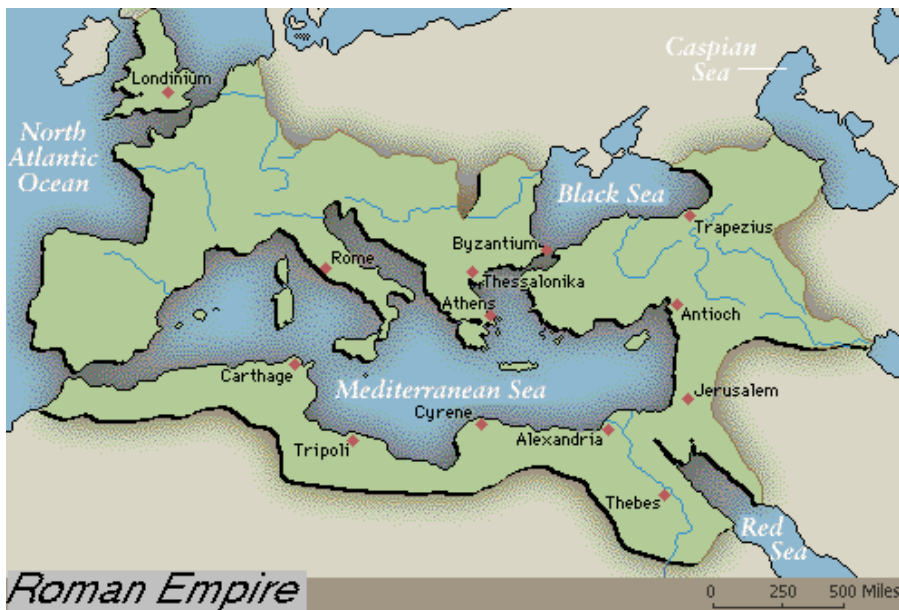 Londinium
Caspian
Sea
North
Atlantic
Ocean
Black Sea
Trapezius
Byzantium
Rome
Thessalonika
Athens
Antioch
Carthage
Mediterranean Sea
Jerusalem
Cyrene
Tripoli
Alexandria
Thebes
Red
Sea
Roman Empire
0 250 500 Miles